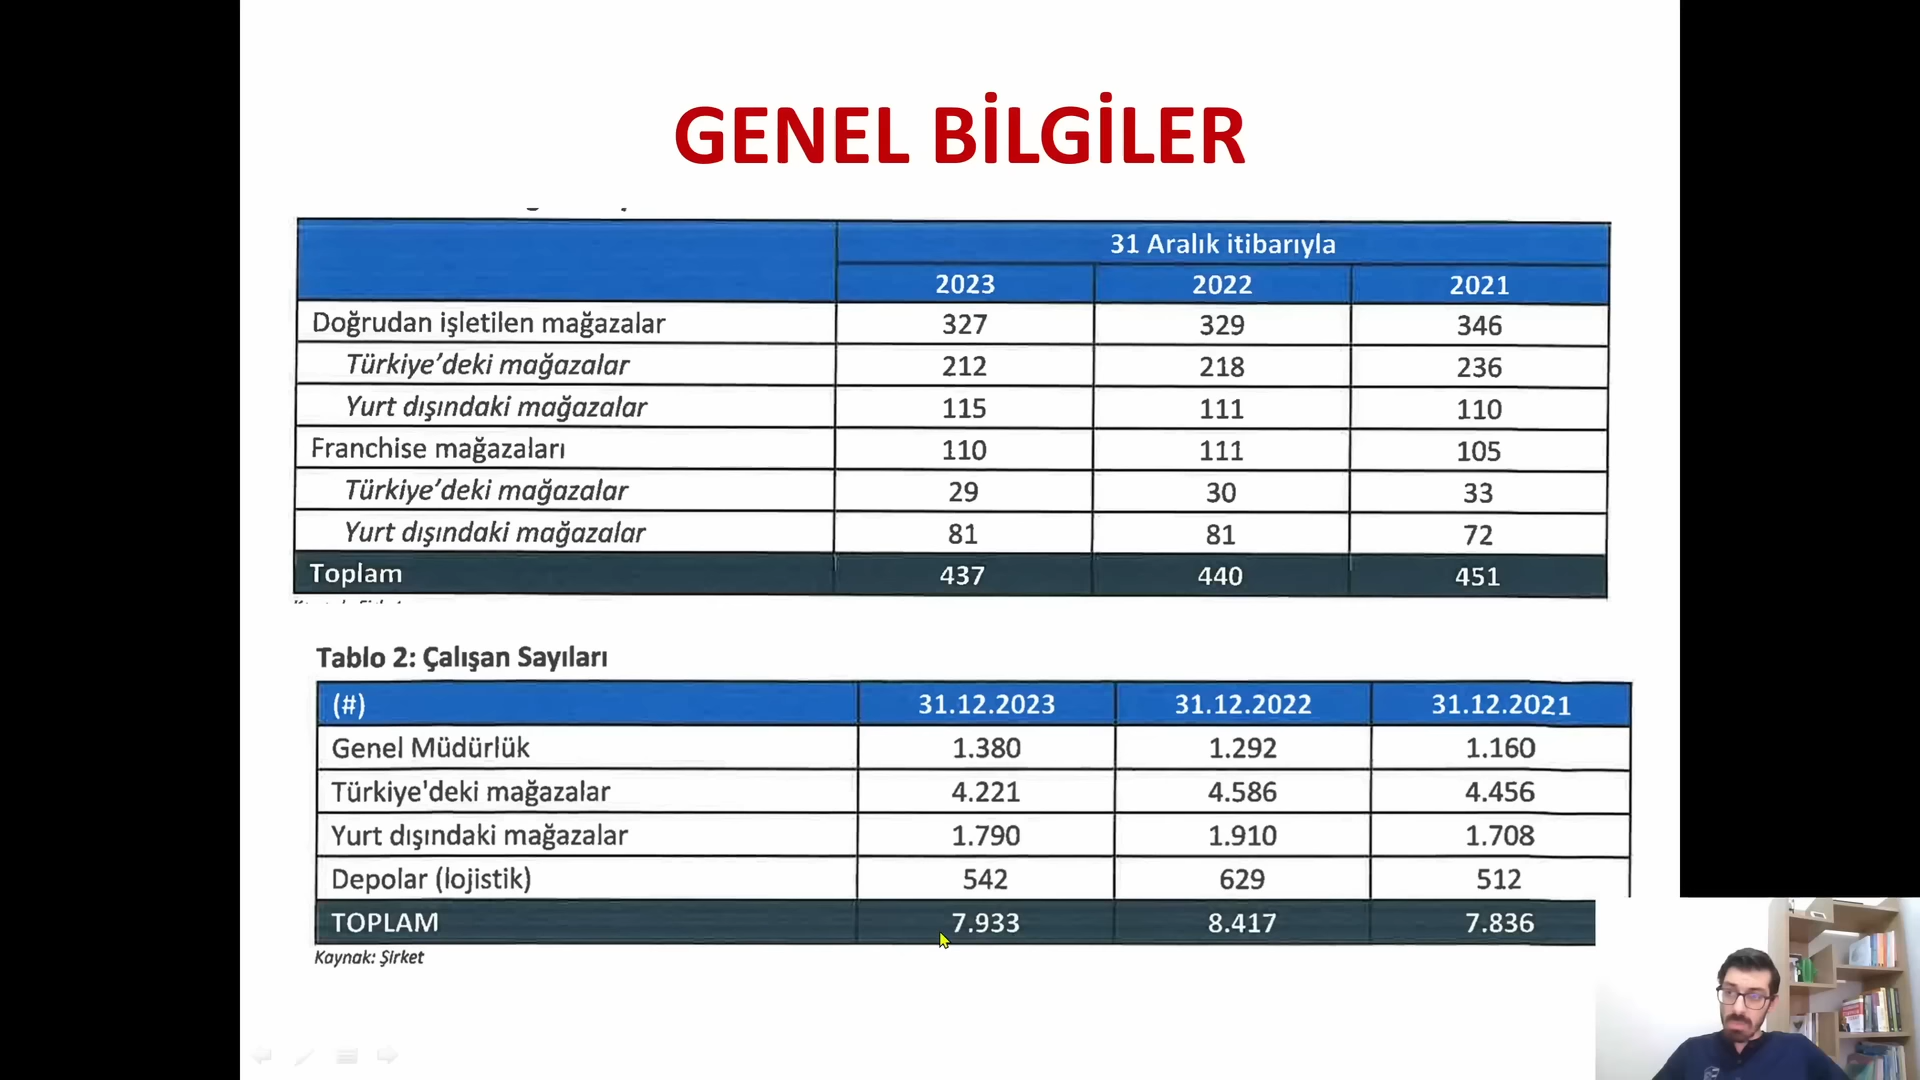 GENEL BİLGİLER
31 Aralık itibarıyla
2023 2022 2021
Doğrudan işletilen mağazalar 327 329 346
Türkiye’deki mağazalar 212 218 236
Yurt dışındaki mağazalar 115 111 110
Franchise mağazaları 110 111 105
Türkiye’deki mağazalar 29 30 33
Yurt dışındaki mağazalar 81 81 72
Toplam 437 440 451
Tablo 2: Çalışan Sayıları
(#) 31.12.2023 31.12.2022 31.12.2021
Genel Müdürlük 1.380 1.292 1.160
Türkiye'deki mağazalar 4.221 4.586 4.456
Yurt dışındaki mağazalar 1.790 1.910 1.708
Depolar (lojistik) 542 629 512
TOPLAM 7.933 8.417 7.836
Kaynak: Şirket